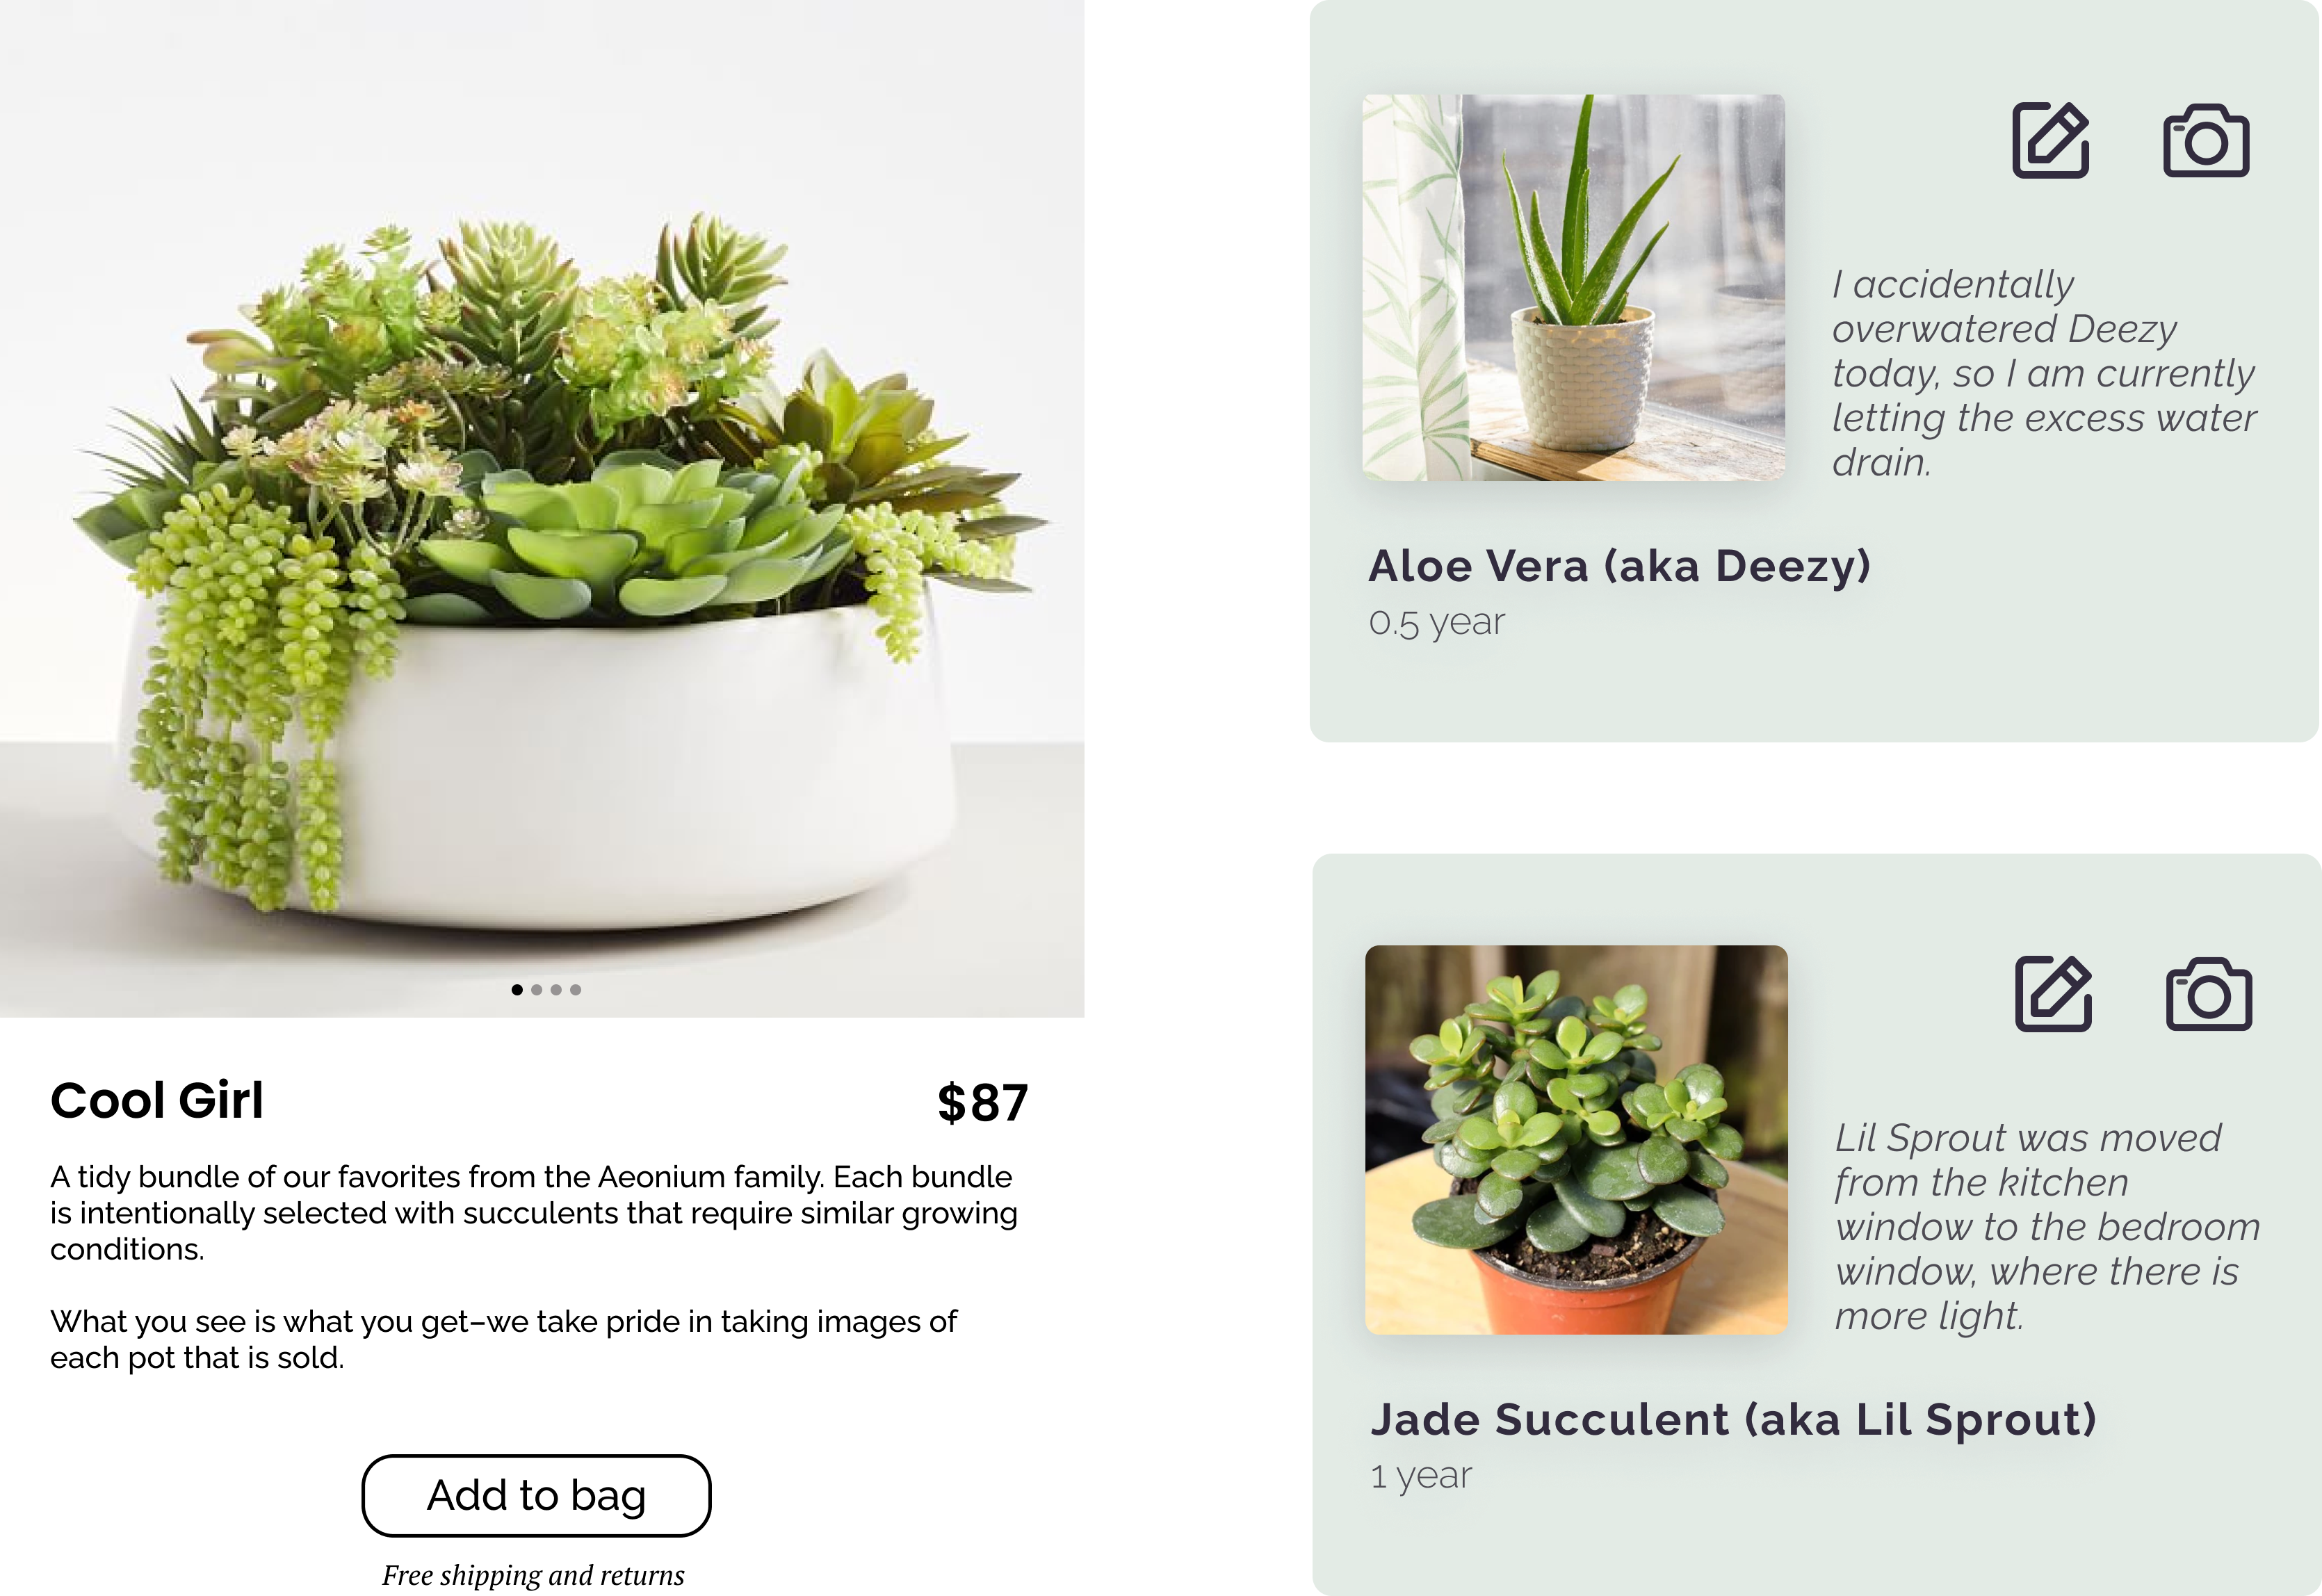 Cool Girl
$87
A tidy bundle of our favorites from the Aeonium family. Each bundle
is intentionally selected with succulents that require similar growing
conditions.
What you see is what you get–we take pride in taking images of
each pot that is sold.
Add to bag
Free shipping and returns
I accidentally
overwatered Deezy
today, so I am currently
letting the excess water
drain.
Aloe Vera (aka Deezy)
0.5 year
Lil Sprout was moved
from the kitchen
window to the bedroom
window, where there is
more light.
Jade Succulent (aka Lil Sprout)
1 year